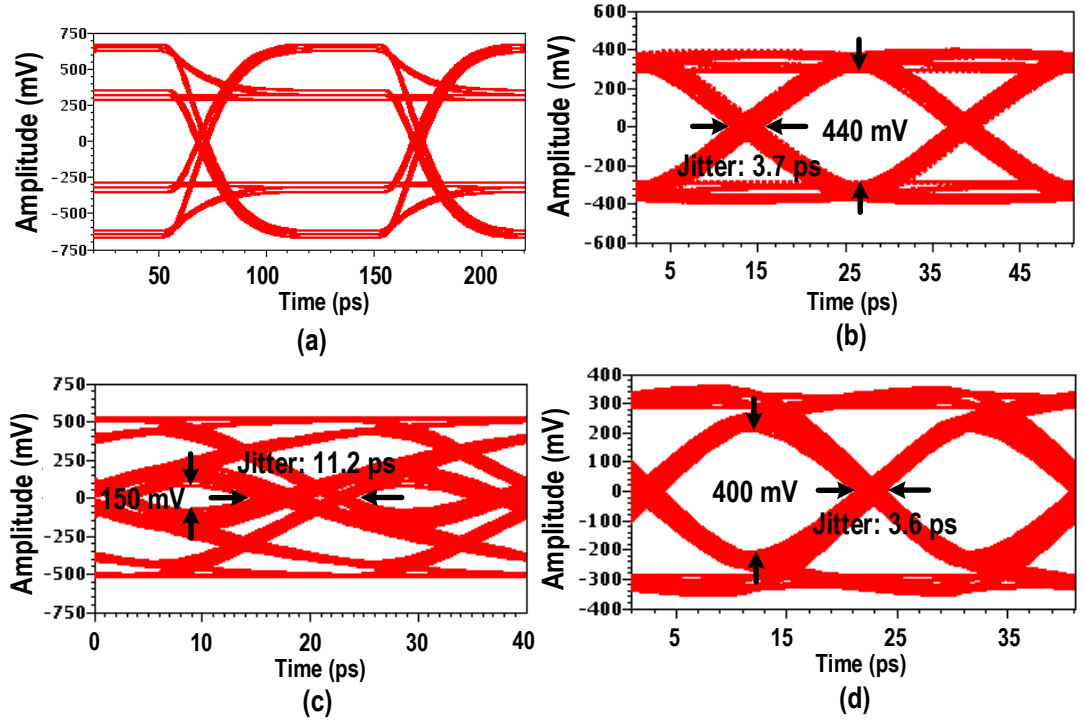 Amplitude (mV)
750
500
250
0
-250
-500
-750
50
100
150
200
Time (ps)
(a)
Amplitude (mV)
600
400
200
0
-200
-400
-600
440 mV
Jitter: 3.7 ps
5
15
25
35
45
Time (ps)
(b)
Amplitude (mV)
750
500
250
0
-250
-500
-750
Jitter: 11.2 ps
150 mV
0
10
20
30
40
Time (ps)
(c)
Amplitude (mV)
400
300
200
100
0
-100
-200
-300
-400
400 mV
Jitter: 3.6 ps
5
15
25
35
Time (ps)
(d)